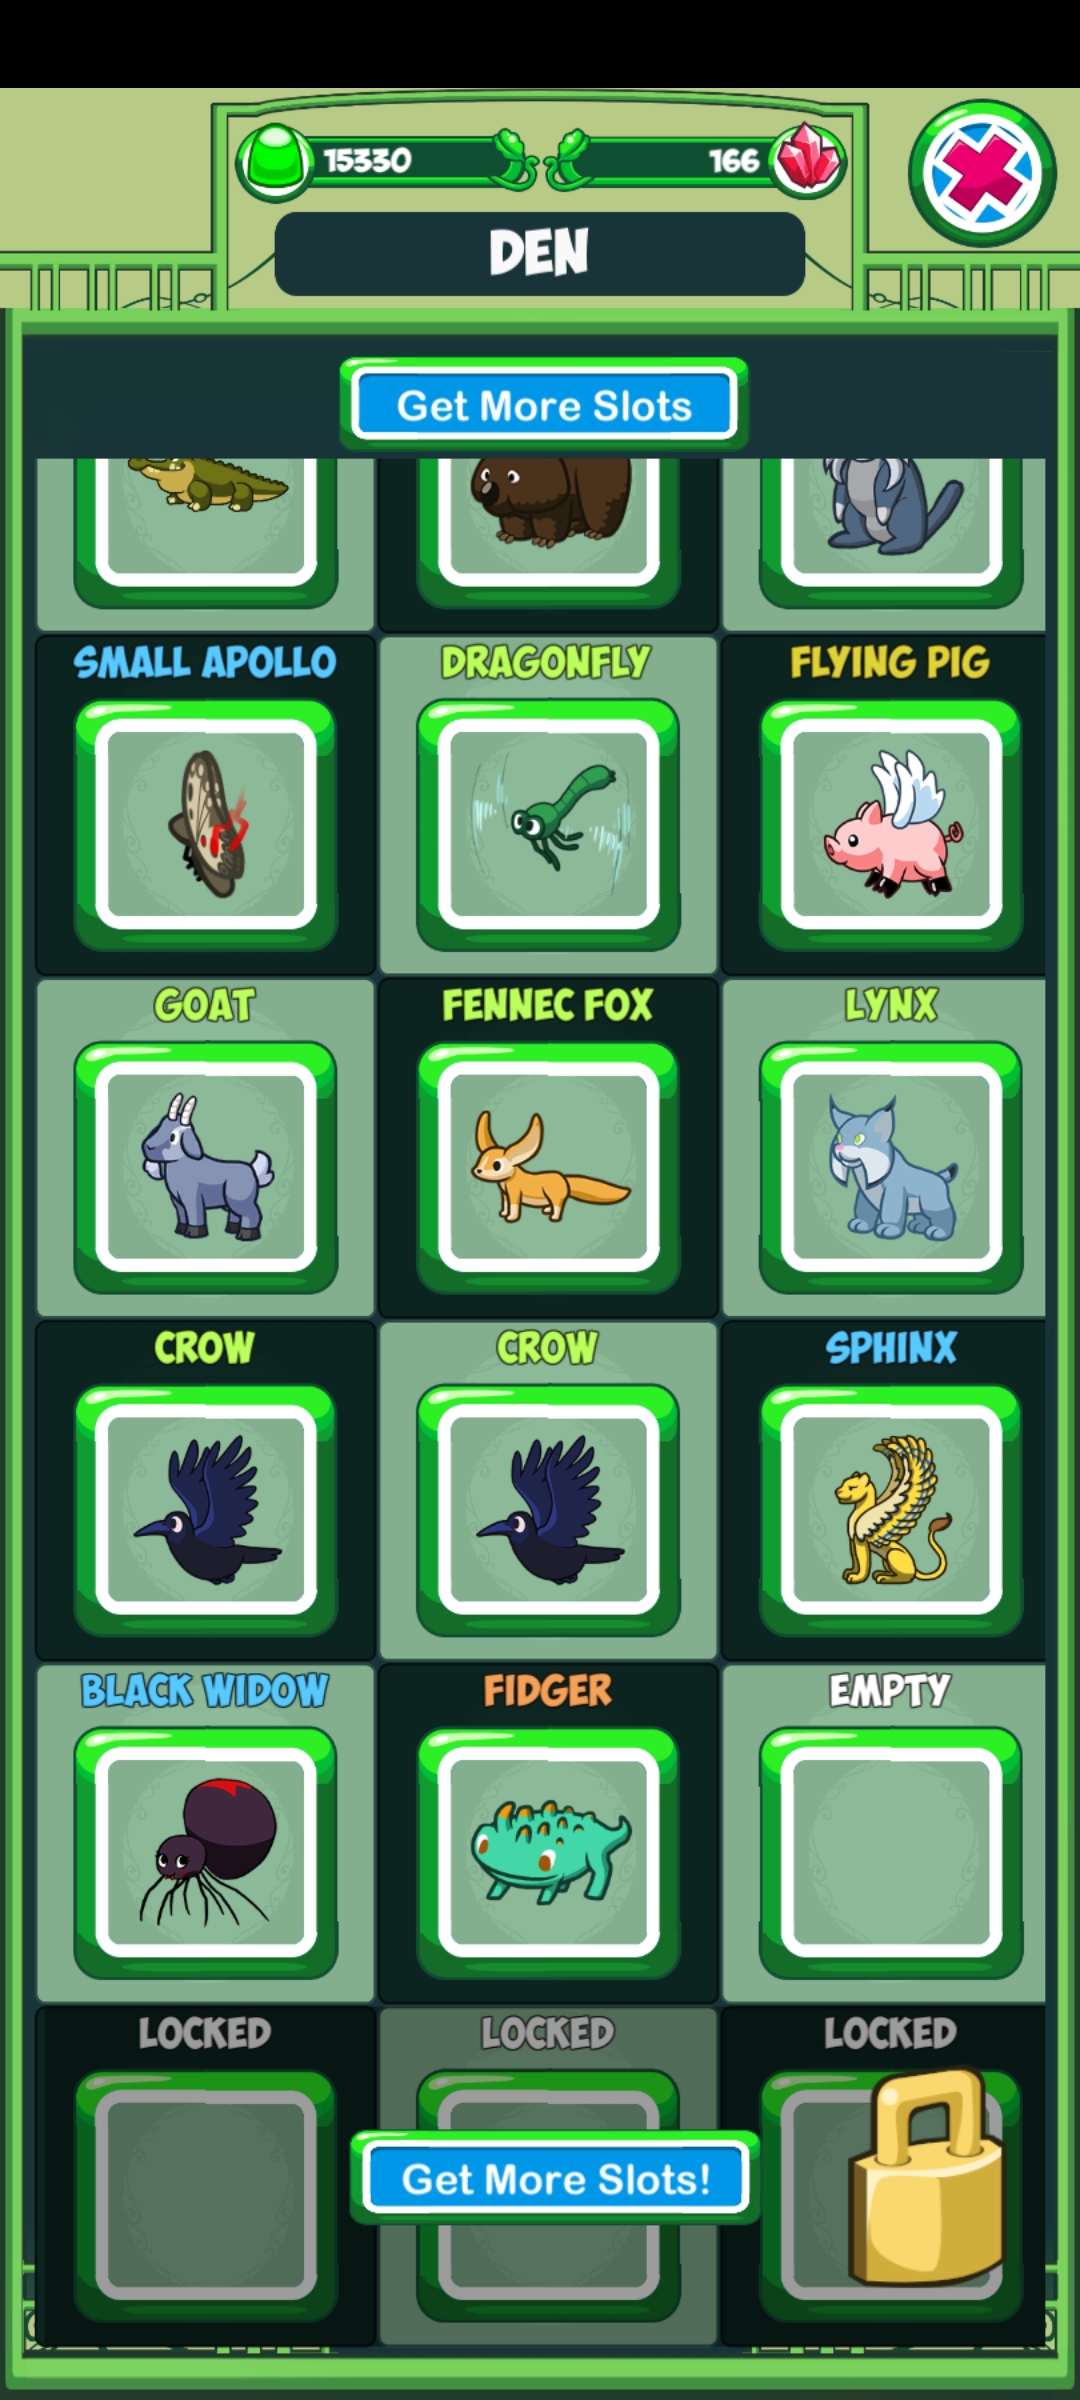 15330
166
DEN
Get More Slots
SMALL APOLLO
DRAGONFLY
FLYING PIG
GOAT
FENNEC FOX
LYNX
CROW
CROW
SPHINX
BLACK WIDOW
FIDGER
EMPTY
LOCKED
LOCKED
LOCKED
Get More Slots!